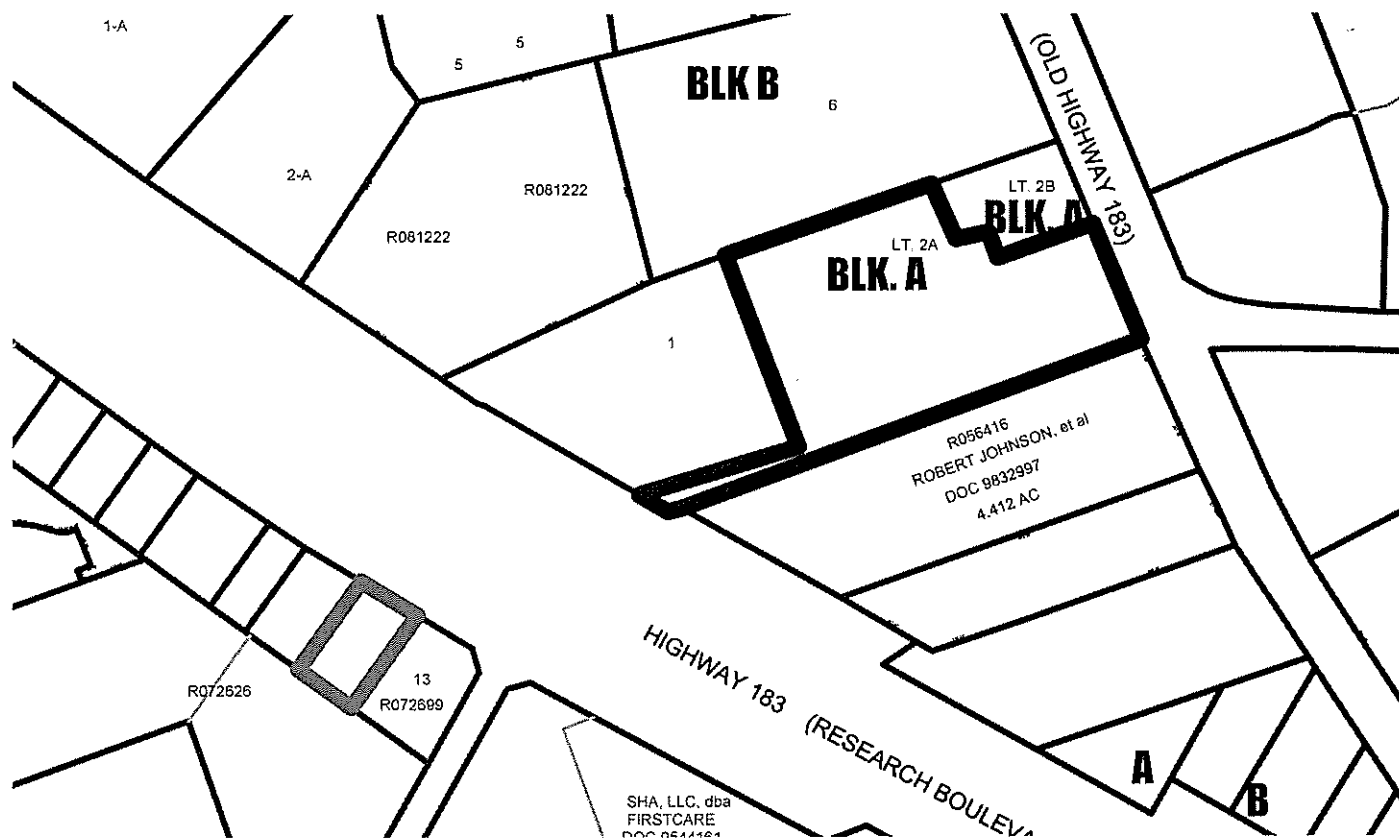 1-A
5
5
BLK B
6
(OLD HIGHWAY 183)
2-A
R081222
R081222
LT. 2B
BLK. A
LT. 2A
BLK. A
1
R056416
ROBERT JOHNSON, et al
DOC 9832997
4.412 AC
HIGHWAY 183 (RESEARCH
13
R072699
R072626
A
B
SHA, LLC, dba
FIRSTCARE
DOC 9544161